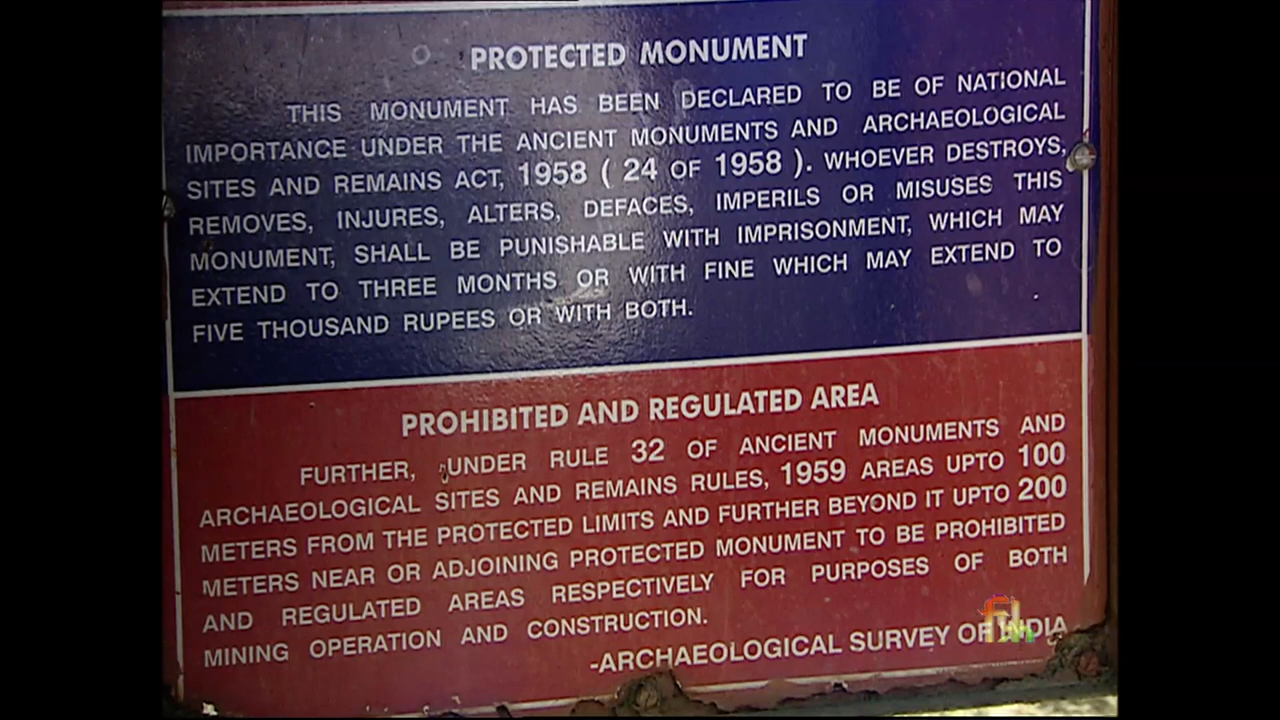 PROTECTED MONUMENT
THIS MONUMENT HAS BEEN DECLARED TO BE OF NATIONAL
IMPORTANCE UNDER THE ANCIENT MONUMENTS AND ARCHAEOLOGICAL
SITES AND REMAINS ACT, 1958 ( 24 OF 1958 ). WHOEVER DESTROYS,
REMOVES, INJURES, ALTERS, DEFACES, IMPERILS OR MISUSES THIS
MONUMENT, SHALL BE PUNISHABLE WITH IMPRISONMENT, WHICH MAY
EXTEND TO THREE MONTHS OR WITH FINE WHICH MAY EXTEND TO
FIVE THOUSAND RUPEES OR WITH BOTH.
PROHIBITED AND REGULATED AREA
FURTHER, UNDER RULE 32 OF ANCIENT MONUMENTS AND
ARCHAEOLOGICAL SITES AND REMAINS RULES, 1959 AREAS UPTO 100
METERS FROM THE PROTECTED LIMITS AND FURTHER BEYOND IT UPTO 200
METERS NEAR OR ADJOINING PROTECTED MONUMENT TO BE PROHIBITED
AND REGULATED AREAS RESPECTIVELY FOR PURPOSES OF BOTH
MINING OPERATION AND CONSTRUCTION.
-ARCHAEOLOGICAL SURVEY OF INDIA